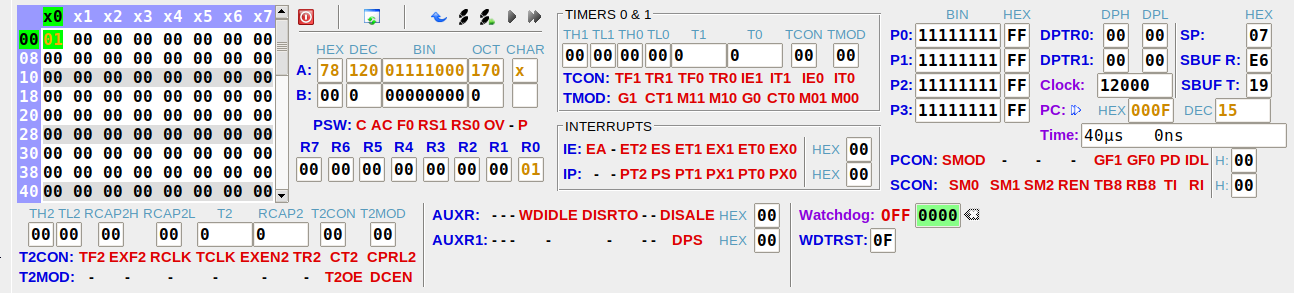 x0 x1 x2 x3 x4 x5 x6 x7
00 01 00 00 00 00 00 00 00
08 00 00 00 00 00 00 00 00
10 00 00 00 00 00 00 00 00
18 00 00 00 00 00 00 00 00
20 00 00 00 00 00 00 00 00
28 00 00 00 00 00 00 00 00
30 00 00 00 00 00 00 00 00
38 00 00 00 00 00 00 00 00
40 00 00 00 00 00 00 00 00
HEX DEC BIN OCT CHAR
A: 78 120 01111000 170 x
B: 00 0 00000000 0
PSW: C AC F0 RS1 RS0 OV - P
R7 R6 R5 R4 R3 R2 R1 R0
00 00 00 00 00 00 00 01
TIMERS 0 & 1
TH1 TL1 TH0 TL0 T1 T0 TCON TMOD
00 00 00 00 0 0 00 00
TCON: TF1 TR1 TF0 TR0 IE1 IT1 IE0 IT0
TMOD: G1 CT1 M11 M10 G0 CT0 M01 M00
INTERRUPTS
IE: EA - ET2 ES ET1 EX1 ET0 EX0 HEX 00
IP: - - PT2 PS PT1 PX1 PT0 PX0 HEX 00
BIN HEX DPH DPL HEX
P0: 11111111 FF DPTR0: 00 00 SP: 07
P1: 11111111 FF DPTR1: 00 00 SBUF R: E6
P2: 11111111 FF Clock: 12000 SBUF T: 19
P3: 11111111 FF PC: HEX 000F DEC 15
Time: 40µs 0ns
PCON: SMOD - - - GF1 GF0 PD IDL H: 00
SCON: SM0 SM1 SM2 REN TB8 RB8 TI RI H: 00
TH2 TL2 RCAP2H RCAP2L T2 RCAP2 T2CON T2MOD
00 00 00 00 0 0 00 00
T2CON: TF2 EXF2 RCLK TCLK EXEN2 TR2 CT2 CPRL2
T2MOD: - - - - - - T2OE DCEN
AUXR: - - - WDIDLE DISRTO - - DISALE HEX 00
AUXR1: - - - - - - - DPS HEX 00
Watchdog: OFF 0000
WDTRST: 0F